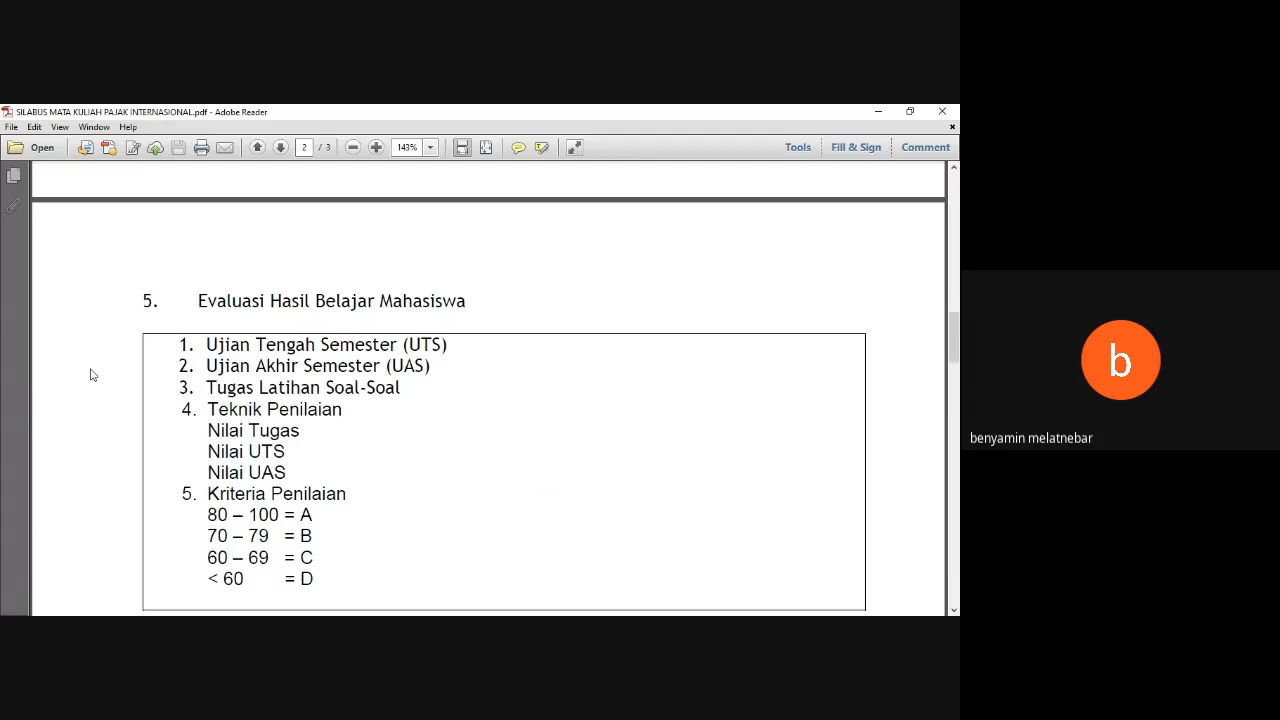 SILABUS MATA KULIAH PAJAK INTERNASIONAL.pdf - Adobe Reader
File Edit View Window Help
Open 2 / 3 143% Tools Fill & Sign Comment
5. Evaluasi Hasil Belajar Mahasiswa
1. Ujian Tengah Semester (UTS)
2. Ujian Akhir Semester (UAS)
3. Tugas Latihan Soal-Soal
4. Teknik Penilaian
Nilai Tugas
Nilai UTS
Nilai UAS
5. Kriteria Penilaian
80 – 100 = A
70 – 79 = B
60 – 69 = C
< 60 = D
b
benyamin melatnebar